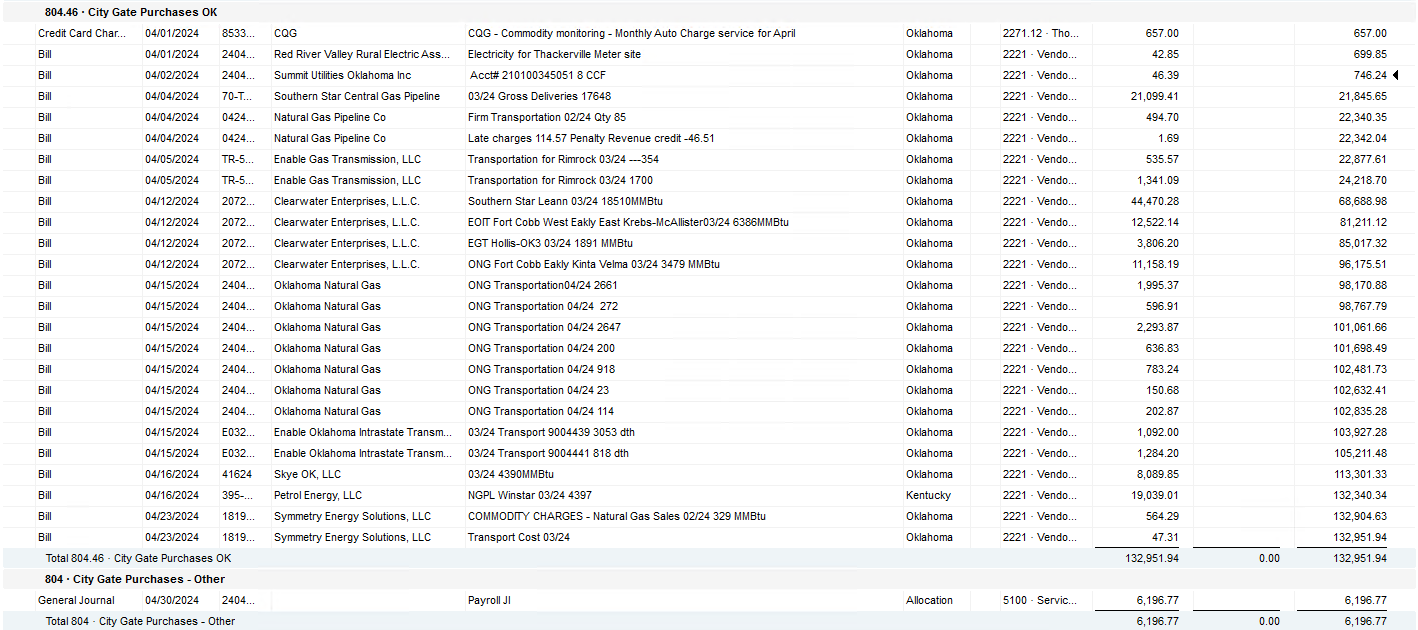 804.46 · City Gate Purchases OK
Credit Card Char... 04/01/2024 8533... CQG CQG - Commodity monitoring - Monthly Auto Charge service for April Oklahoma 2271.12 · Tho... 657.00 657.00
Bill 04/01/2024 2404... Red River Valley Rural Electric Ass... Electricity for Thackerville Meter site Oklahoma 2221 · Vendo... 42.85 699.85
Bill 04/02/2024 2404... Summit Utilities Oklahoma Inc Acct# 210100345051 8 CCF Oklahoma 2221 · Vendo... 46.39 746.24
Bill 04/04/2024 70-T... Southern Star Central Gas Pipeline 03/24 Gross Deliveries 17648 Oklahoma 2221 · Vendo... 21,099.41 21,845.65
Bill 04/04/2024 0424... Natural Gas Pipeline Co Firm Transportation 02/24 Qty 85 Oklahoma 2221 · Vendo... 494.70 22,340.35
Bill 04/04/2024 0424... Natural Gas Pipeline Co Late charges 114.57 Penalty Revenue credit -46.51 Oklahoma 2221 · Vendo... 1.69 22,342.04
Bill 04/05/2024 TR-5... Enable Gas Transmission, LLC Transportation for Rimrock 03/24 ---354 Oklahoma 2221 · Vendo... 535.57 22,877.61
Bill 04/05/2024 TR-5... Enable Gas Transmission, LLC Transportation for Rimrock 03/24 1700 Oklahoma 2221 · Vendo... 1,341.09 24,218.70
Bill 04/12/2024 2072... Clearwater Enterprises, L.L.C. Southern Star Leann 03/24 18510MMBtu Oklahoma 2221 · Vendo... 44,470.28 68,688.98
Bill 04/12/2024 2072... Clearwater Enterprises, L.L.C. EOIT Fort Cobb West Eakly East Krebs-McAllister03/24 6386MMBtu Oklahoma 2221 · Vendo... 12,522.14 81,211.12
Bill 04/12/2024 2072... Clearwater Enterprises, L.L.C. EGT Hollis-OK3 03/24 1891 MMBtu Oklahoma 2221 · Vendo... 3,806.20 85,017.32
Bill 04/12/2024 2072... Clearwater Enterprises, L.L.C. ONG Fort Cobb Eakly Kinta Velma 03/24 3479 MMBtu Oklahoma 2221 · Vendo... 11,158.19 96,175.51
Bill 04/15/2024 2404... Oklahoma Natural Gas ONG Transportation04/24 2661 Oklahoma 2221 · Vendo... 1,995.37 98,170.88
Bill 04/15/2024 2404... Oklahoma Natural Gas ONG Transportation 04/24 272 Oklahoma 2221 · Vendo... 596.91 98,767.79
Bill 04/15/2024 2404... Oklahoma Natural Gas ONG Transportation 04/24 2647 Oklahoma 2221 · Vendo... 2,293.87 101,061.66
Bill 04/15/2024 2404... Oklahoma Natural Gas ONG Transportation 04/24 200 Oklahoma 2221 · Vendo... 636.83 101,698.49
Bill 04/15/2024 2404... Oklahoma Natural Gas ONG Transportation 04/24 918 Oklahoma 2221 · Vendo... 783.24 102,481.73
Bill 04/15/2024 2404... Oklahoma Natural Gas ONG Transportation 04/24 23 Oklahoma 2221 · Vendo... 150.68 102,632.41
Bill 04/15/2024 2404... Oklahoma Natural Gas ONG Transportation 04/24 114 Oklahoma 2221 · Vendo... 202.87 102,835.28
Bill 04/15/2024 E032... Enable Oklahoma Intrastate Transm... 03/24 Transport 9004439 3053 dth Oklahoma 2221 · Vendo... 1,092.00 103,927.28
Bill 04/15/2024 E032... Enable Oklahoma Intrastate Transm... 03/24 Transport 9004441 818 dth Oklahoma 2221 · Vendo... 1,284.20 105,211.48
Bill 04/16/2024 41624 Skye OK, LLC 03/24 4390MMBtu Oklahoma 2221 · Vendo... 8,089.85 113,301.33
Bill 04/16/2024 395-... Petrol Energy, LLC NGPL Winstar 03/24 4397 Kentucky 2221 · Vendo... 19,039.01 132,340.34
Bill 04/23/2024 1819... Symmetry Energy Solutions, LLC COMMODITY CHARGES - Natural Gas Sales 02/24 329 MMBtu Oklahoma 2221 · Vendo... 564.29 132,904.63
Bill 04/23/2024 1819... Symmetry Energy Solutions, LLC Transport Cost 03/24 Oklahoma 2221 · Vendo... 47.31 132,951.94
Total 804.46 · City Gate Purchases OK 132,951.94 0.00 132,951.94
804 · City Gate Purchases - Other
General Journal 04/30/2024 2404... Payroll JI Allocation 5100 · Servic... 6,196.77 6,196.77
Total 804 · City Gate Purchases - Other 6,196.77 0.00 6,196.77